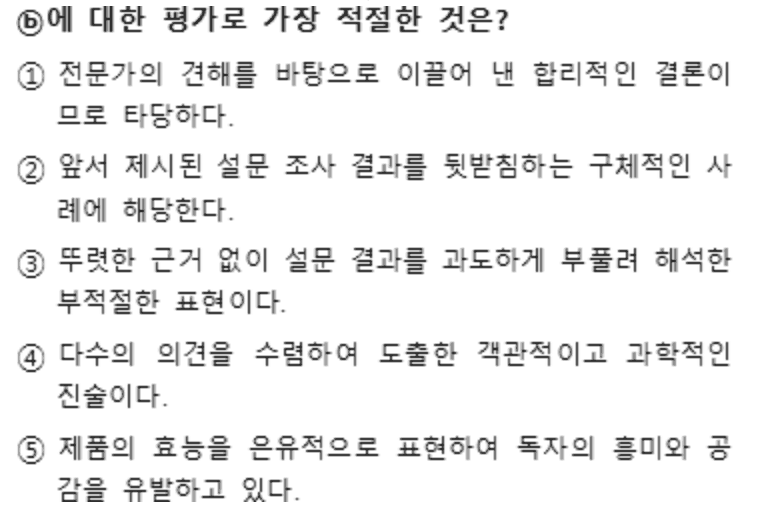 ⓑ에 대한 평가로 가장 적절한 것은?
① 전문가의 견해를 바탕으로 이끌어 낸 합리적인 결론이
므로 타당하다.
② 앞서 제시된 설문 조사 결과를 뒷받침하는 구체적인 사
례에 해당한다.
③ 뚜렷한 근거 없이 설문 결과를 과도하게 부풀려 해석한
부적절한 표현이다.
④ 다수의 의견을 수렴하여 도출한 객관적이고 과학적인
진술이다.
⑤ 제품의 효능을 은유적으로 표현하여 독자의 흥미와 공
감을 유발하고 있다.